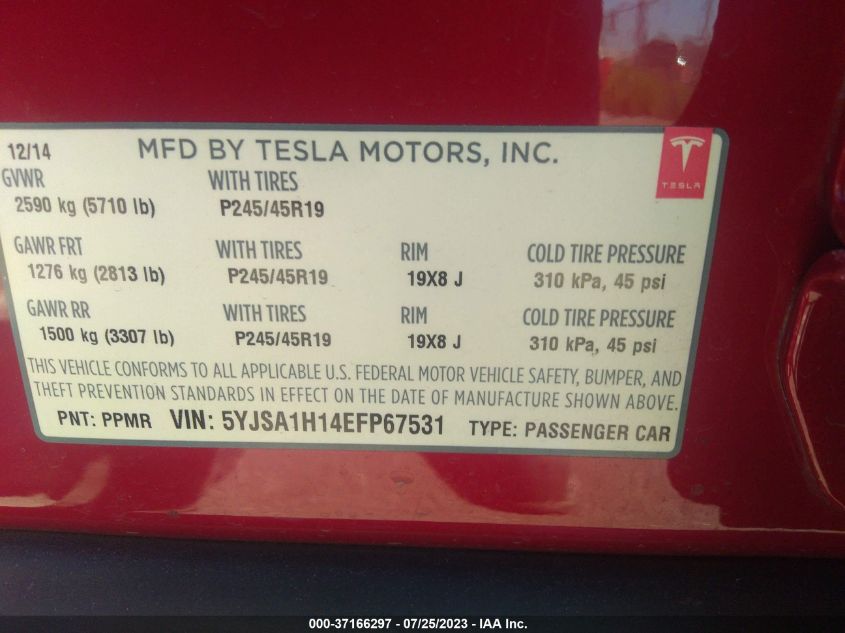 12/14 MFD BY TESLA MOTORS, INC.
TESLA
GVWR WITH TIRES
2590 kg (5710 lb) P245/45R19
GAWR FRT WITH TIRES RIM COLD TIRE PRESSURE
1276 kg (2813 lb) P245/45R19 19X8 J 310 kPa, 45 psi
GAWR RR WITH TIRES RIM COLD TIRE PRESSURE
1500 kg (3307 lb) P245/45R19 19X8 J 310 kPa, 45 psi
THIS VEHICLE CONFORMS TO ALL APPLICABLE U.S. FEDERAL MOTOR VEHICLE SAFETY, BUMPER, AND
THEFT PREVENTION STANDARDS IN EFFECT ON THE DATE OF MANUFACTURE SHOWN ABOVE.
PNT: PPMR VIN: 5YJSA1H14EFP67531 TYPE: PASSENGER CAR
000-37166297 - 07/25/2023 - IAA Inc.